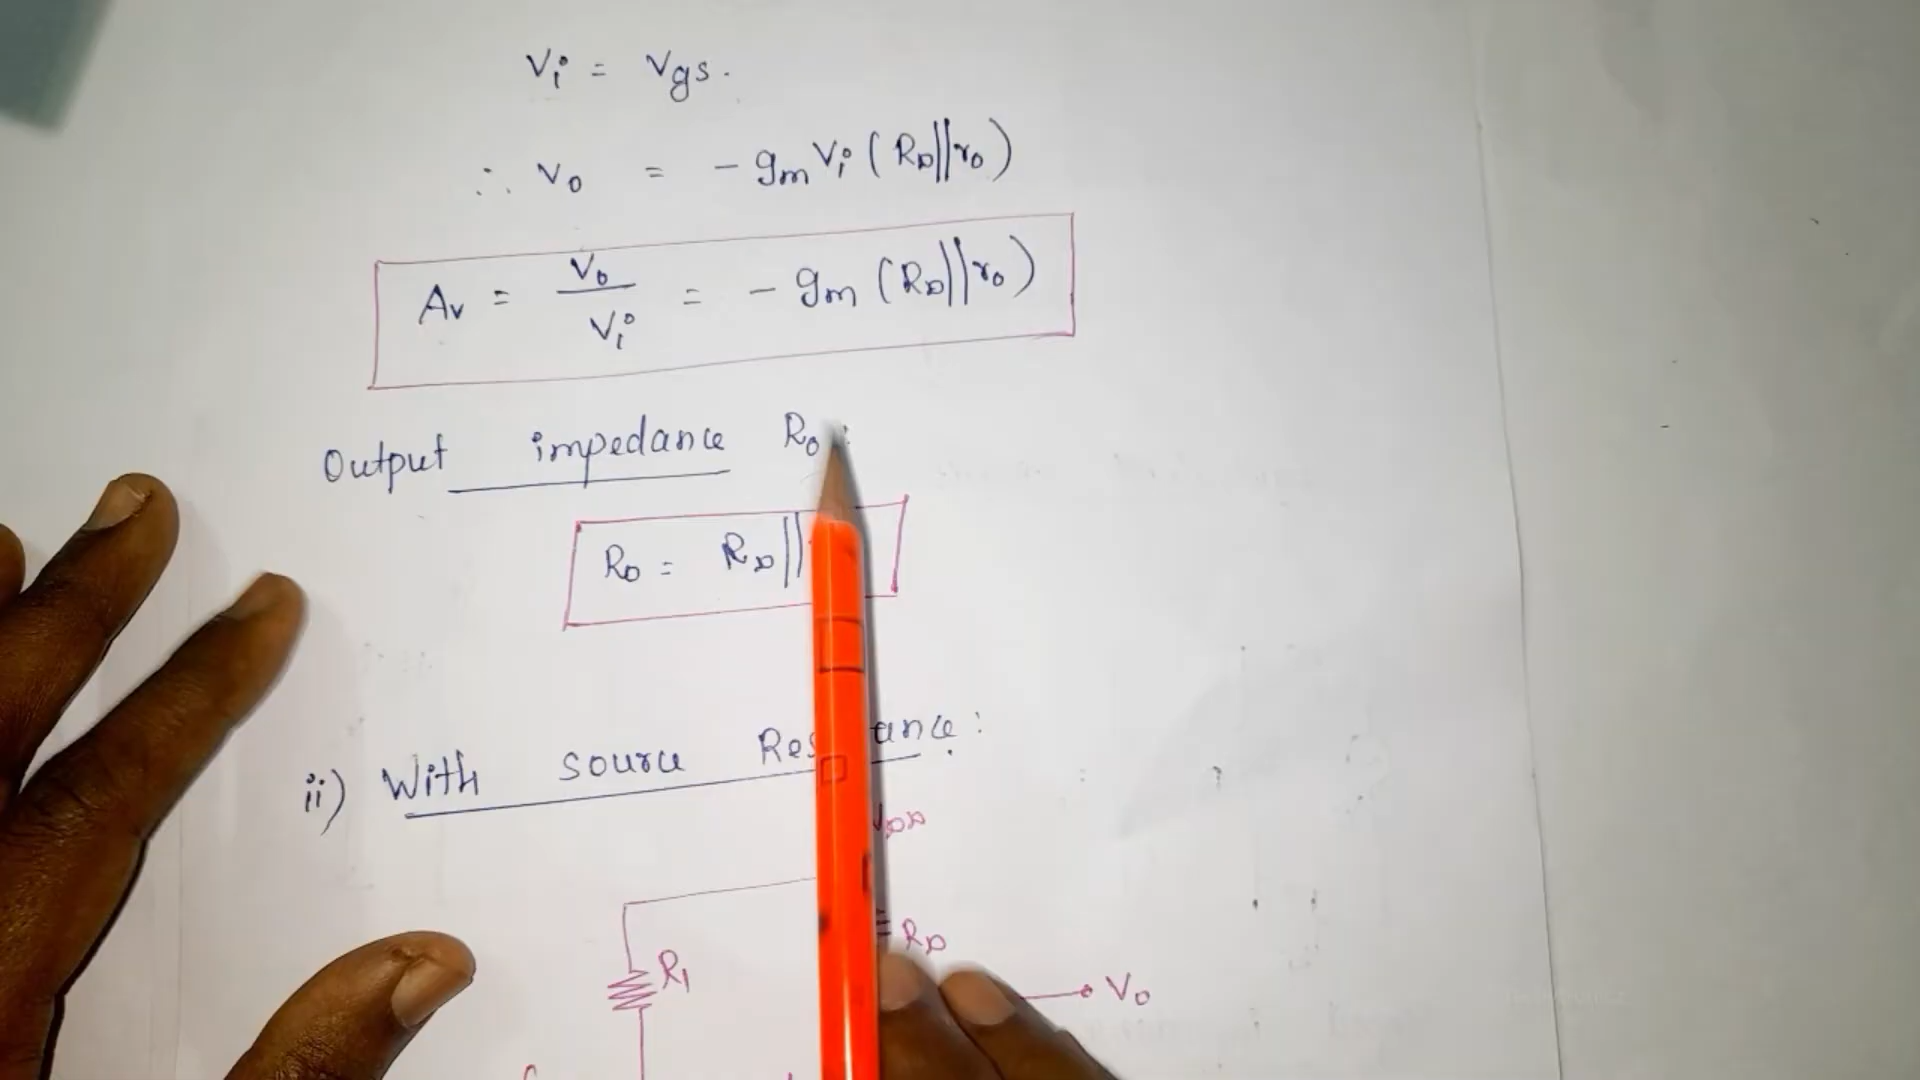 Vi = Vgs.
∴ Vo = - gm Vi ( RD || ro )
Av = Vo / Vi = - gm ( RD || ro )
Output impedance Ro :
Ro = RD ||
ii) With source Res ance :
VDD
RD
R1
Vo